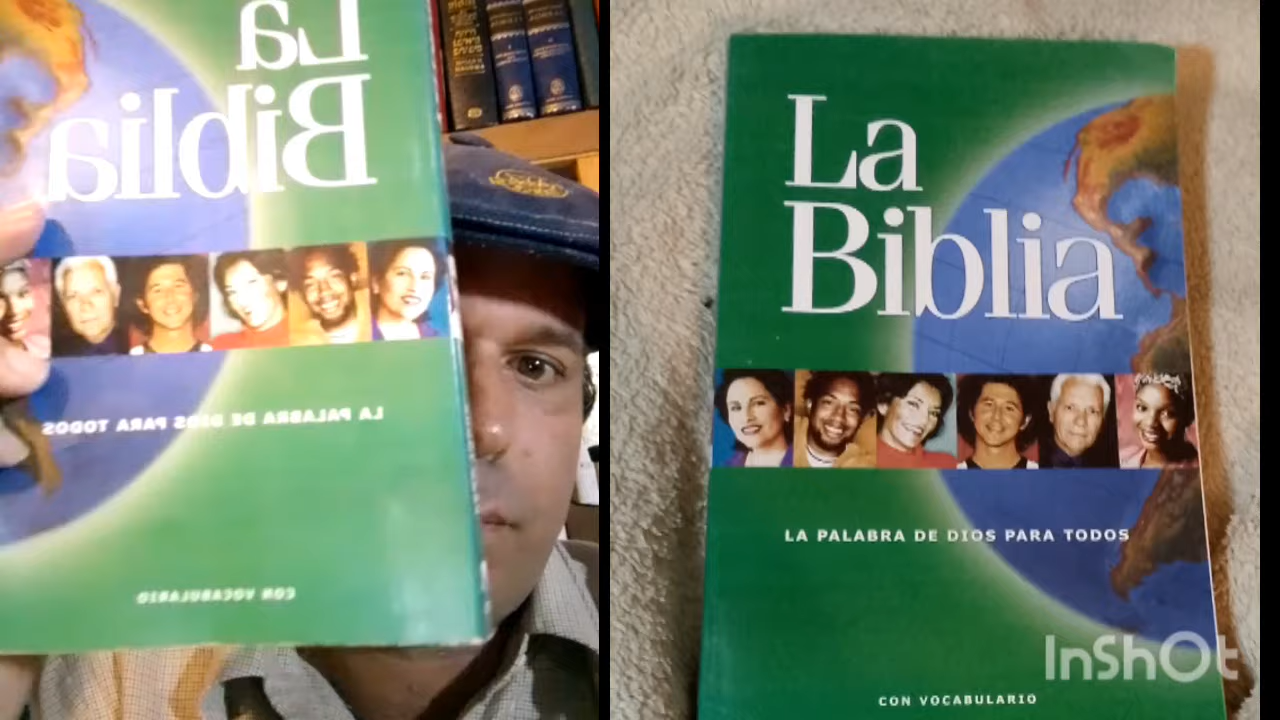 La
Biblia
LA PALABRA DE DIOS PARA TODOS
CON VOCABULARIO
La
Biblia
LA PALABRA DE DIOS PARA TODOS
CON VOCABULARIO
InShOt